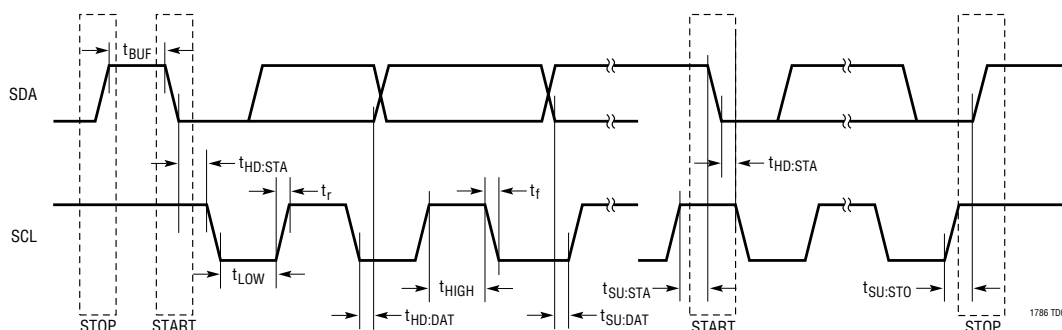 tBUF
SDA
tHD:STA
tHD:STA
tr
tf
SCL
tLOW
tHIGH
tSU:STA
tSU:STO
tHD:DAT
tSU:DAT
STOP
START
START
STOP